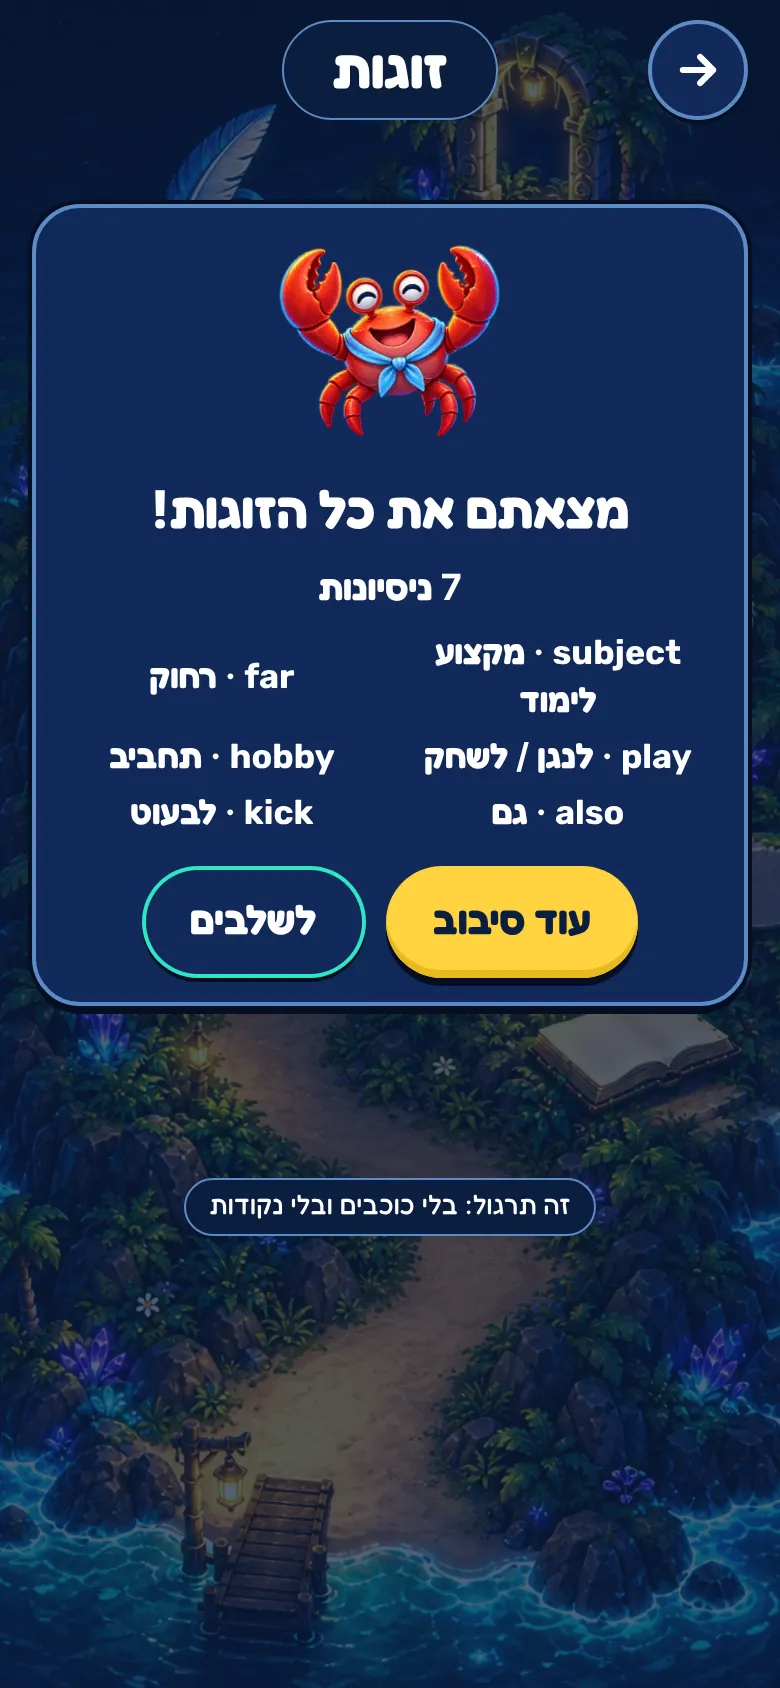 זוגות
מצאתם את כל הזוגות!
7 ניסיונות
subject · מקצוע
לימוד
far · רחוק
play · לנגן / לשחק
hobby · תחביב
also · גם
kick · לבעוט
עוד סיבוב
לשלבים
זה תרגול: בלי כוכבים ובלי נקודות